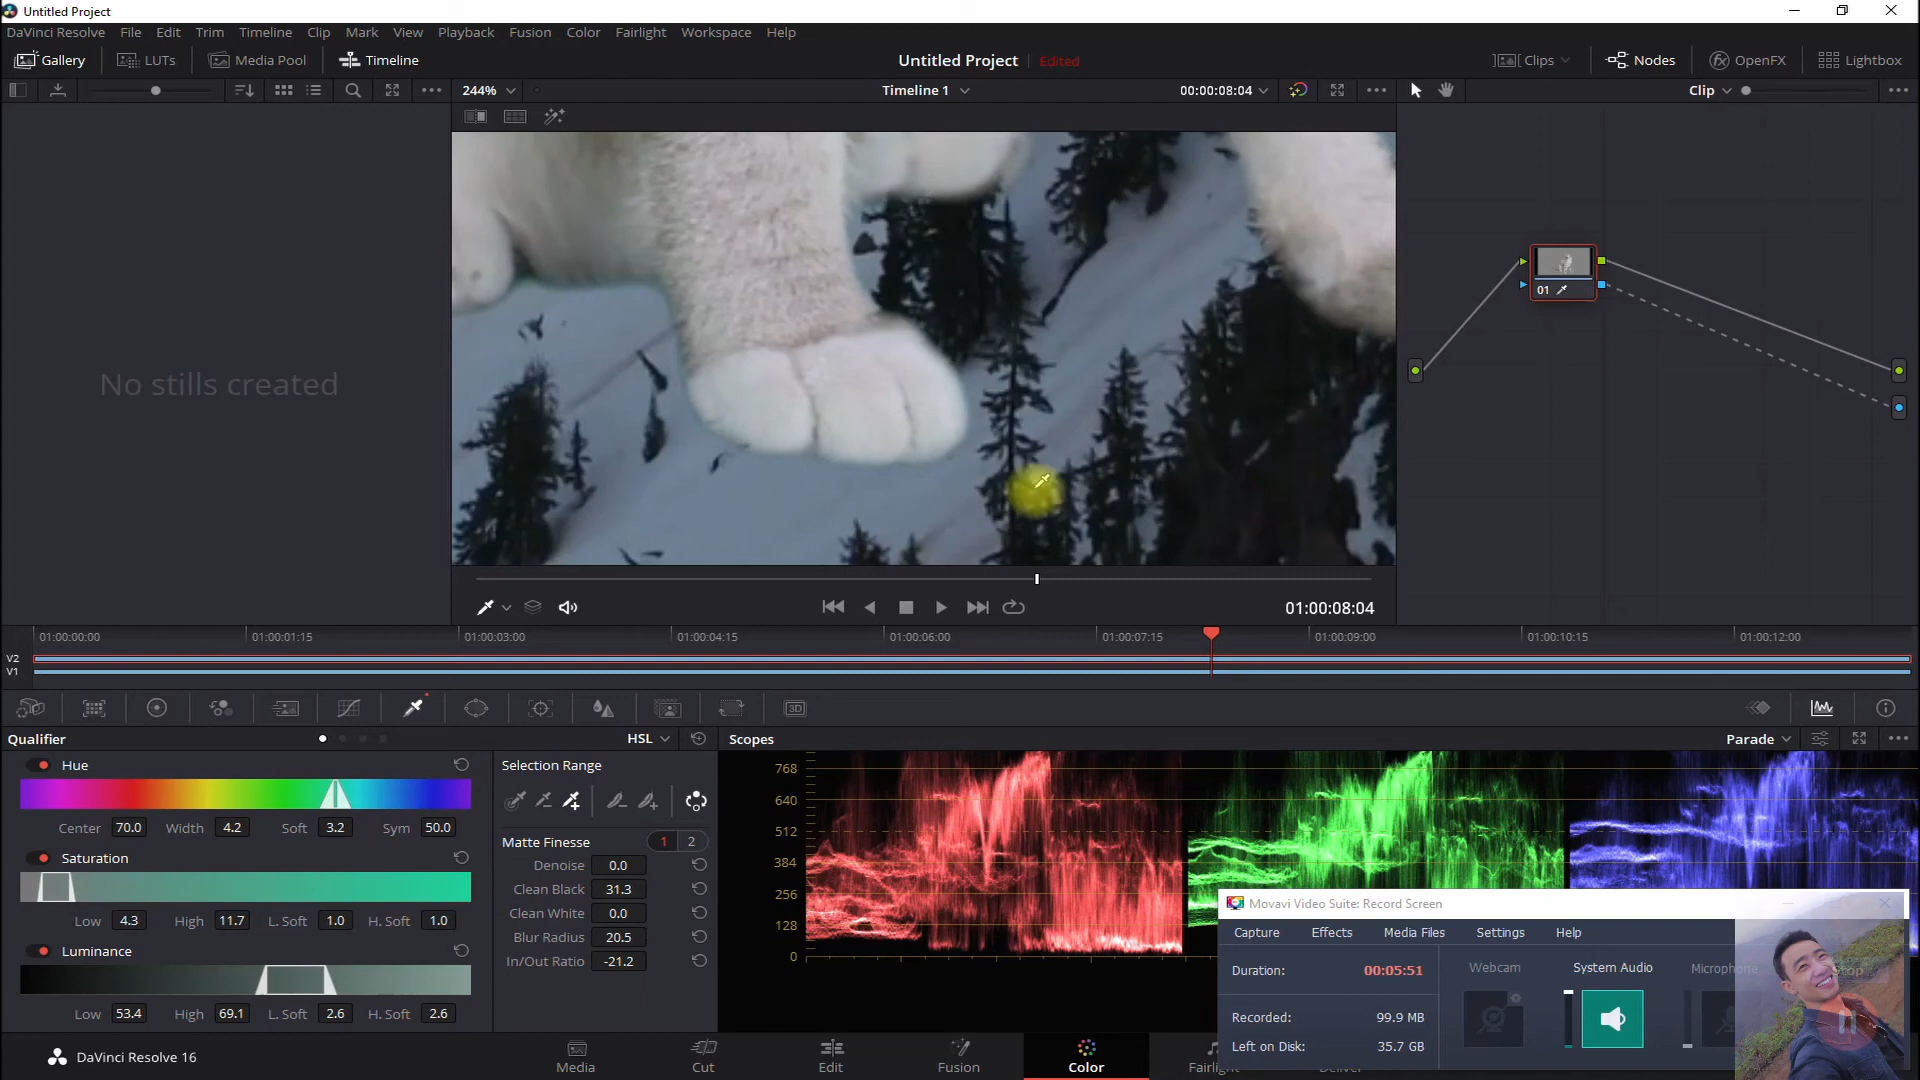 Untitled Project
DaVinci Resolve File Edit Trim Timeline Clip Mark View Playback Fusion Color Fairlight Workspace Help
Gallery LUTs Media Pool Timeline Untitled Project Edited Clips Nodes OpenFX Lightbox
244% Timeline 1 00:00:08:04 Clip
No stills created
01
01:00:08:04
01:00:00:00 01:00:01:15 01:00:03:00 01:00:04:15 01:00:06:00 01:00:07:15 01:00:09:00 01:00:10:15 01:00:12:00
V2
V1
3D
Qualifier HSL Scopes Parade
Hue Selection Range
Center 70.0 Width 4.2 Soft 3.2 Sym 50.0
Matte Finesse 1 2
Saturation Denoise 0.0
Clean Black 31.3
Low 4.3 High 11.7 L. Soft 1.0 H. Soft 1.0 Clean White 0.0
Blur Radius 20.5
Luminance In/Out Ratio -21.2
Low 53.4 High 69.1 L. Soft 2.6 H. Soft 2.6
768
640
512
384
256
128
0
Movavi Video Suite: Record Screen
Capture Effects Media Files Settings Help
Duration: 00:05:51 Webcam System Audio Microphone Stop
Recorded: 99.9 MB
Left on Disk: 35.7 GB
DaVinci Resolve 16 Media Cut Edit Fusion Color Fairlight Deliver